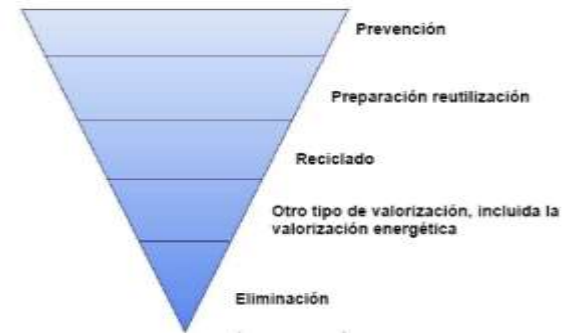 Prevención
Preparación reutilización
Reciclado
Otro tipo de valorización, incluida la
valorización energética
Eliminación